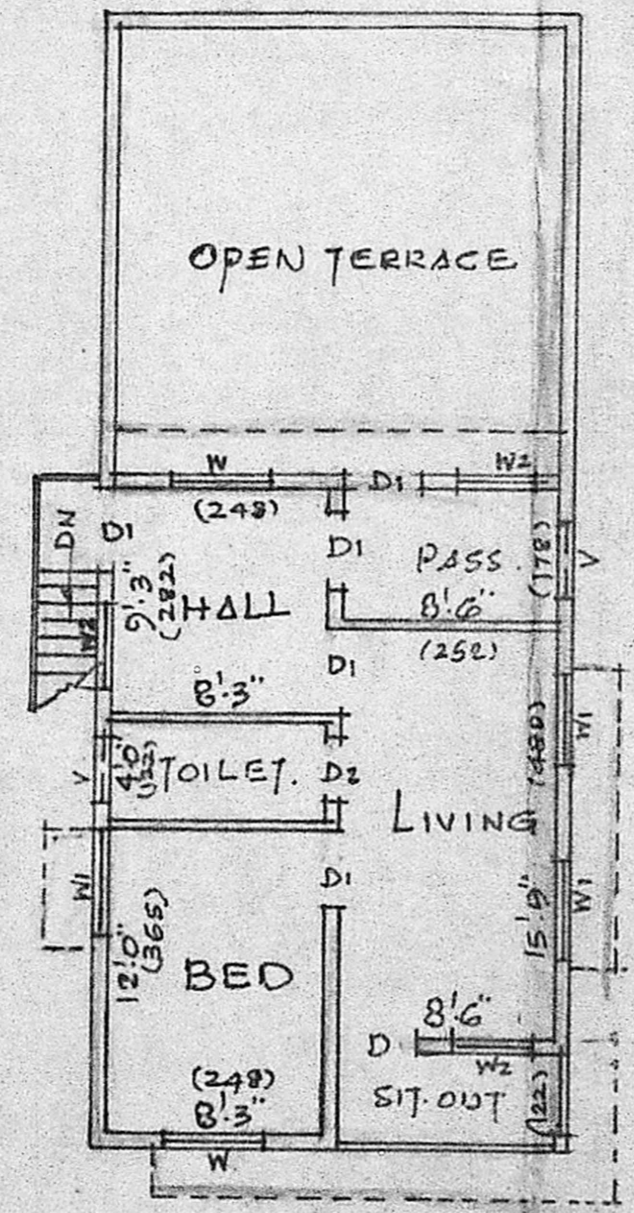 OPEN TERRACE
W
W2
D1
(248)
DN
D1
D1
PASS.
(178)
V
9'.3"
(282)
HALL
8'.6"
(252)
W2
D1
8'.3"
(480)
W1
V
4'.0"
(122)
TOILET.
D2
LIVING
W1
D1
W1
15'.9"
12'.0"
(365)
BED
8'.6"
D
W2
(248)
8'.3"
SIT.OUT
(122)
W